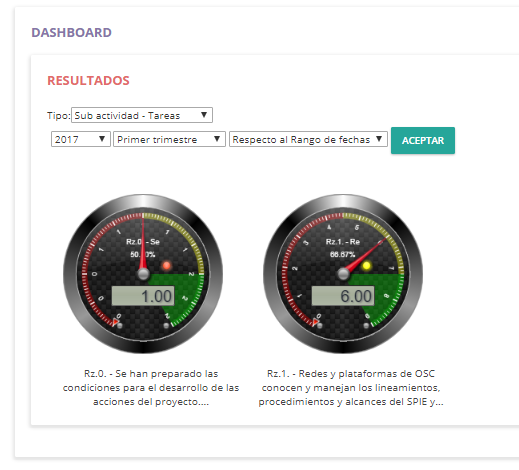 DASHBOARD
RESULTADOS
Tipo: Sub actividad - Tareas
2017 Primer trimestre Respecto al Rango de fechas ACEPTAR
Rz.0. - Se
1.00
Rz.1. - Re
66.67%
6.00
Rz.0. - Se han preparado las
condiciones para el desarrollo de las
acciones del proyecto....
Rz.1. - Redes y plataformas de OSC
conocen y manejan los lineamientos,
procedimientos y alcances del SPIE y...